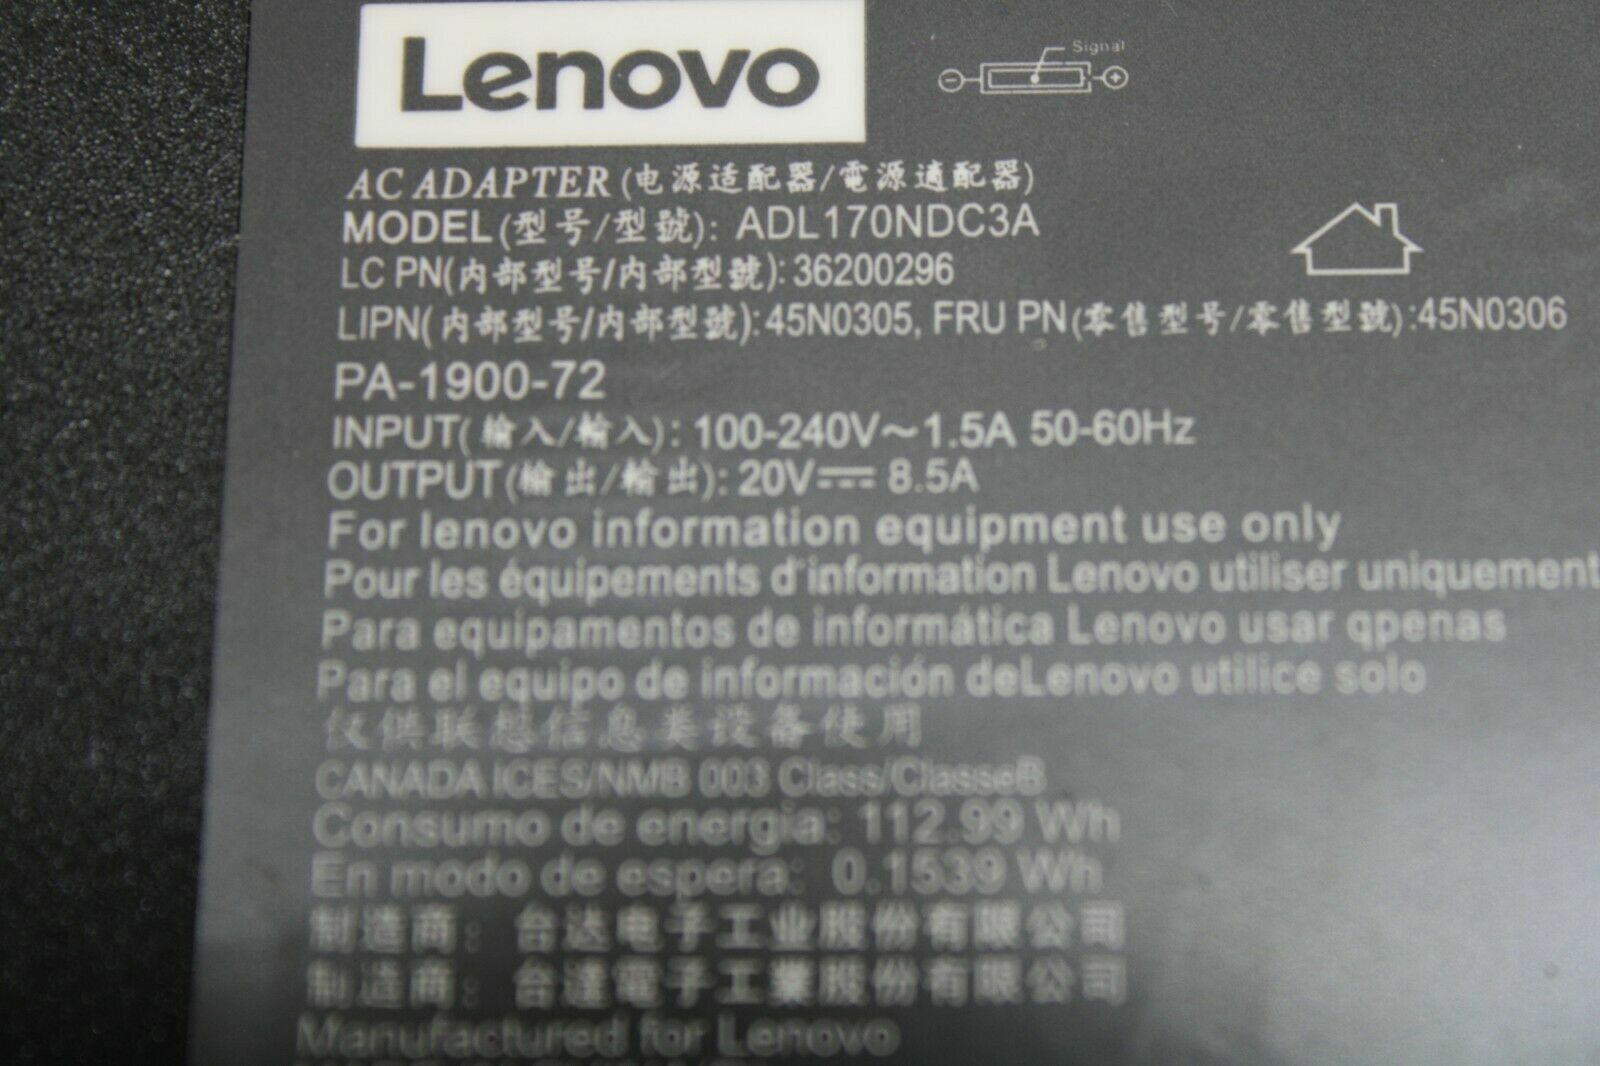 Lenovo
Signal
AC ADAPTER (电源适配器/電源適配器)
MODEL(型号/型號): ADL170NDC3A
LC PN(内部型号/内部型號):36200296
LIPN(内部型号/内部型號):45N0305, FRU PN(零售型号/零售型號):45N0306
PA-1900-72
INPUT(输入/輸入): 100-240V～1.5A 50-60Hz
OUTPUT(输出/輸出): 20V⎓ 8.5A
For lenovo information equipment use only
Pour les équipements d'information Lenovo utiliser uniquement
Para equipamentos de informática Lenovo usar qpenas
Para el equipo de información deLenovo utilice solo
仅供联想信息类设备使用
CANADA ICES/NMB 003 Class/ClasseB
Consumo de energia: 112.99 Wh
En modo de espera: 0.1539 Wh
制造商: 台达电子工业股份有限公司
制造商: 台達電子工業股份有限公司
Manufactured for Lenovo